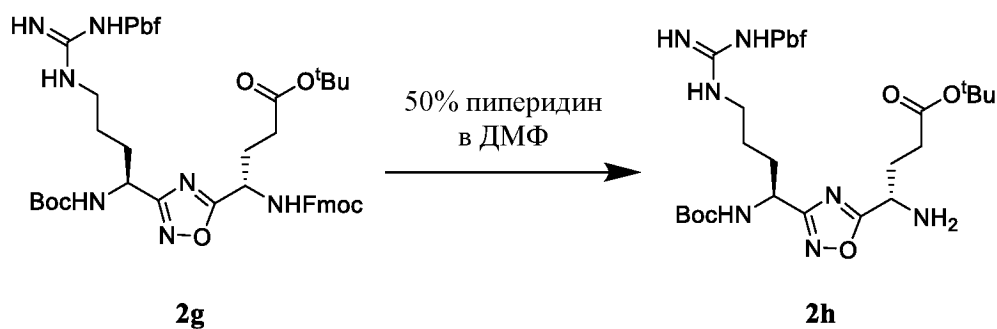 HN NHPbf
HN
O O^tBu
BocHN N NHFmoc
N O
2g
50% пиперидин
в ДМФ
HN NHPbf
HN
O O^tBu
BocHN N NH₂
N O
2h